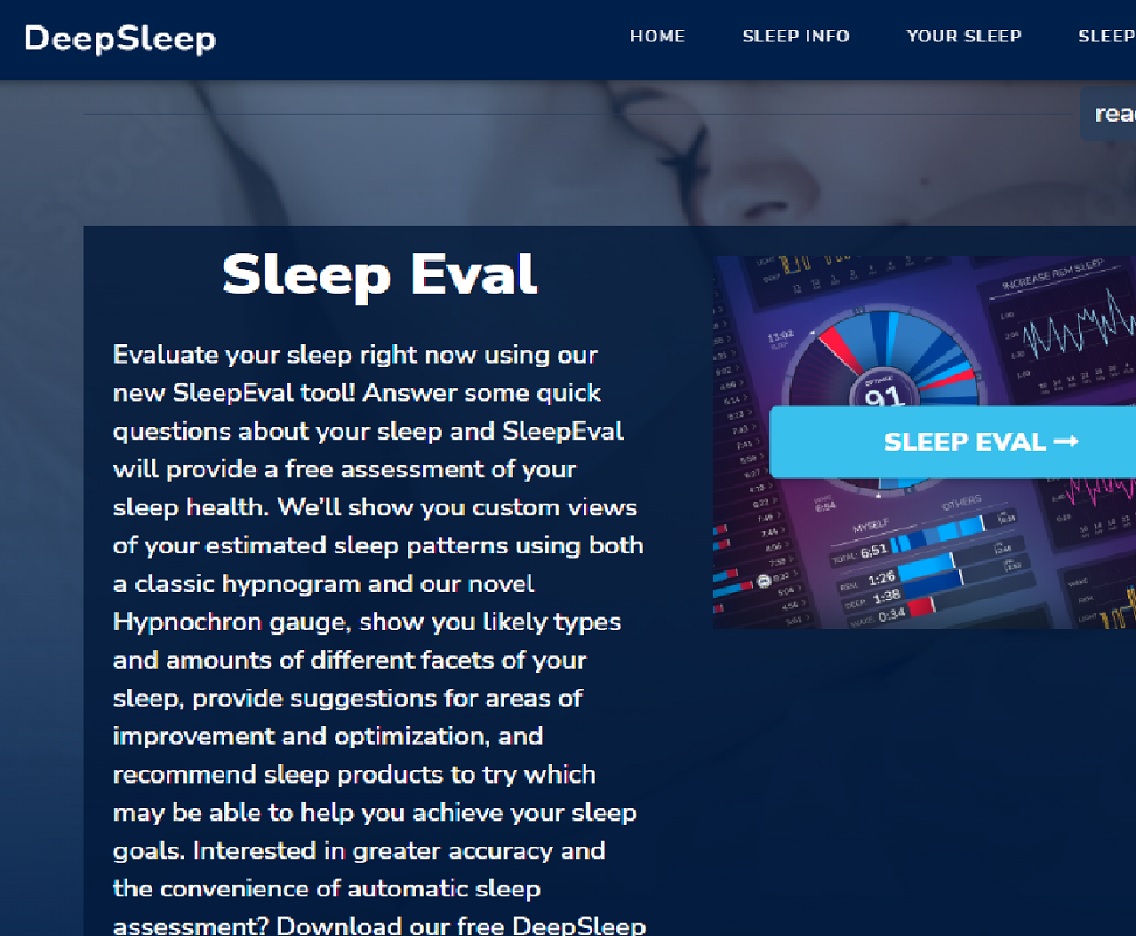 DeepSleep
HOME
SLEEP INFO
YOUR SLEEP
SLEEP
Sleep Eval
Evaluate your sleep right now using our
new SleepEval tool! Answer some quick
questions about your sleep and SleepEval
will provide a free assessment of your
sleep health. We'll show you custom views
of your estimated sleep patterns using both
a classic hypnogram and our novel
Hypnochron gauge, show you likely types
and amounts of different facets of your
sleep, provide suggestions for areas of
improvement and optimization, and
recommend sleep products to try which
may be able to help you achieve your sleep
goals. Interested in greater accuracy and
the convenience of automatic sleep
assessment? Download our free DeepSleep
INCREASE REM SLEEP
11:02
91
SLEEP EVAL →
6:54
MYSELF
OTHERS
TOTAL 6:51
REM 1:26
DEEP 1:38
WAKE 0:34